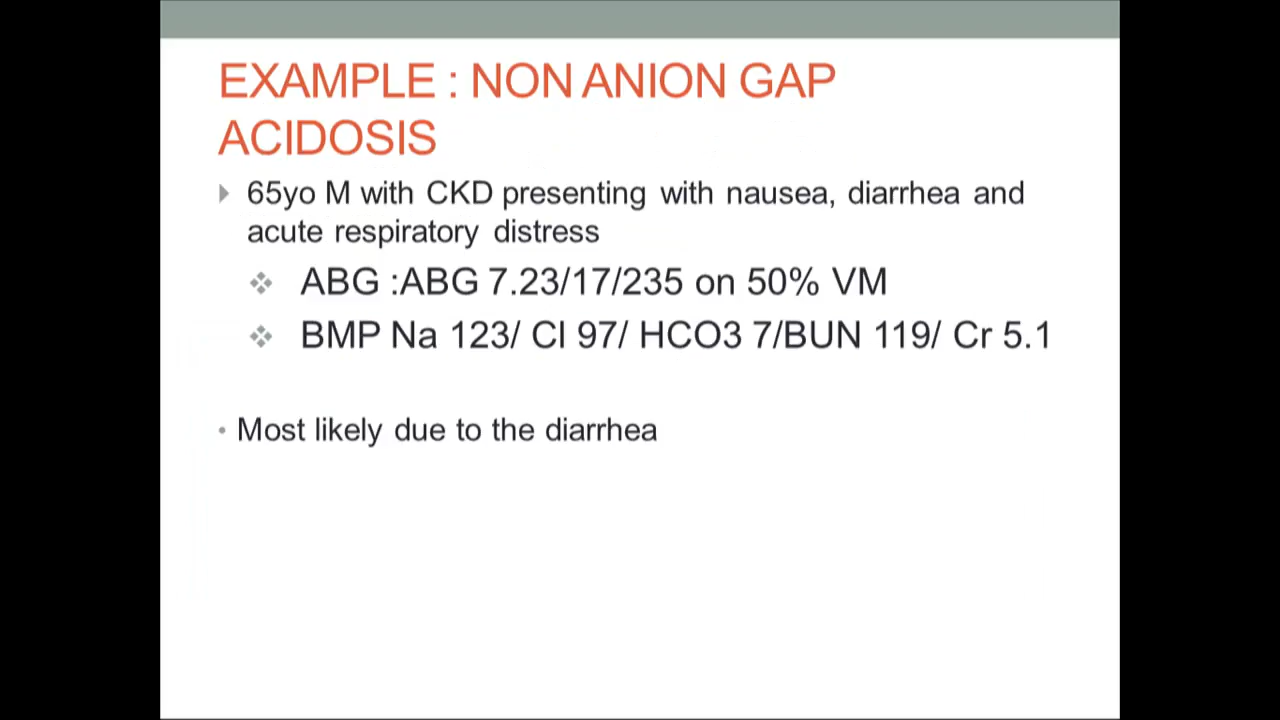 EXAMPLE : NON ANION GAP
ACIDOSIS
65yo M with CKD presenting with nausea, diarrhea and
acute respiratory distress
ABG :ABG 7.23/17/235 on 50% VM
BMP Na 123/ Cl 97/ HCO3 7/BUN 119/ Cr 5.1
Most likely due to the diarrhea